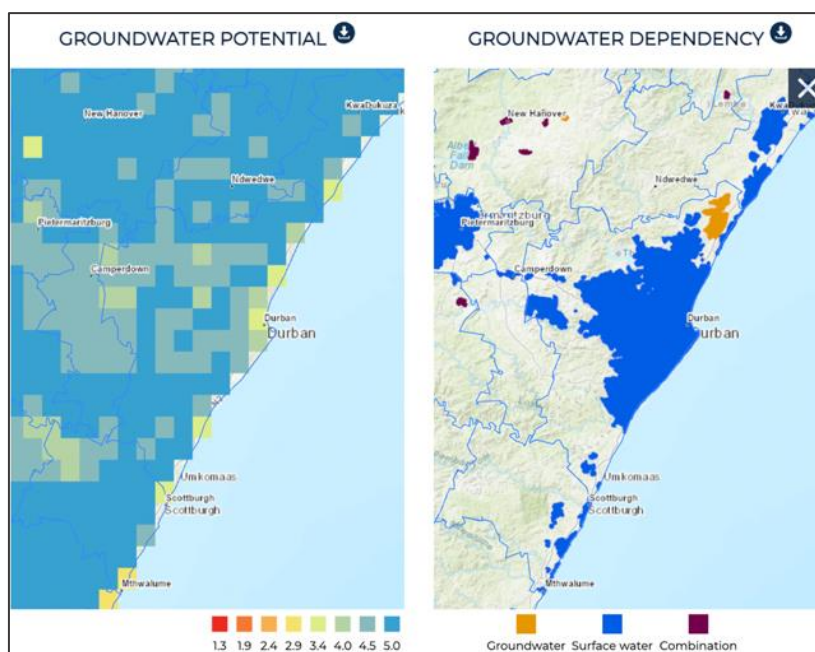 GROUNDWATER POTENTIAL
New Hanover
KwaDukuza
Ndwedwe
Pietermaritzburg
Camperdown
Durban
Durban
Umkomaas
Scottburgh
Scottburgh
Mthwalume
1.3 1.9 2.4 2.9 3.4 4.0 4.5 5.0
GROUNDWATER DEPENDENCY
New Hanover
Ndwedwe
Pietermaritzburg
Camperdown
Durban
Umkomaas
Scottburgh
Scottburgh
Mthwalume
Groundwater Surface water Combination